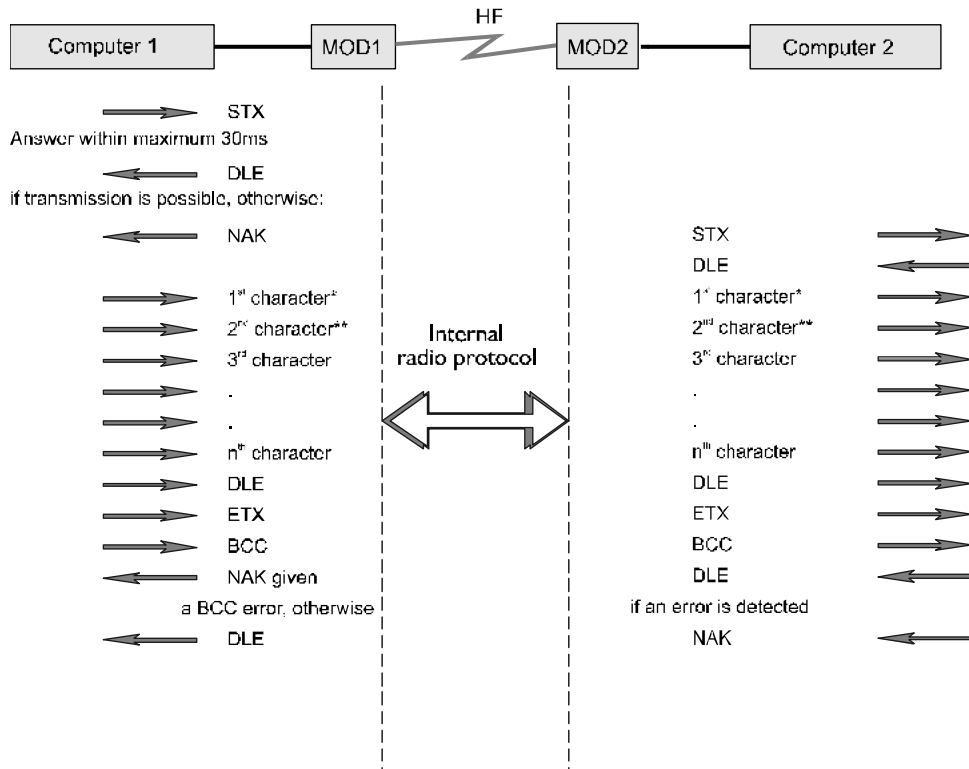 HF
Computer 1
MOD1
MOD2
Computer 2
STX
Answer within maximum 30ms
DLE
if transmission is possible, otherwise:
NAK
1st character*
2nd character**
3rd character
.
.
nth character
DLE
ETX
BCC
NAK given
a BCC error, otherwise
DLE
Internal
radio protocol
STX
DLE
1st character*
2nd character**
3rd character
.
.
nth character
DLE
ETX
BCC
DLE
if an error is detected
NAK